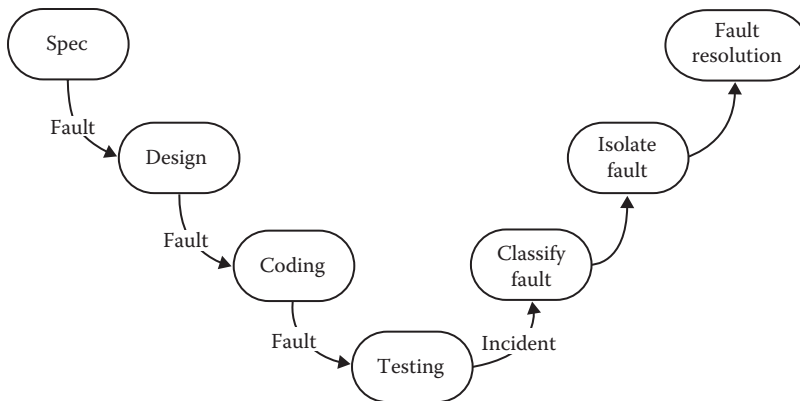 Spec
Fault
resolution
Fault
Design
Isolate
fault
Fault
Coding
Classify
fault
Fault
Incident
Testing